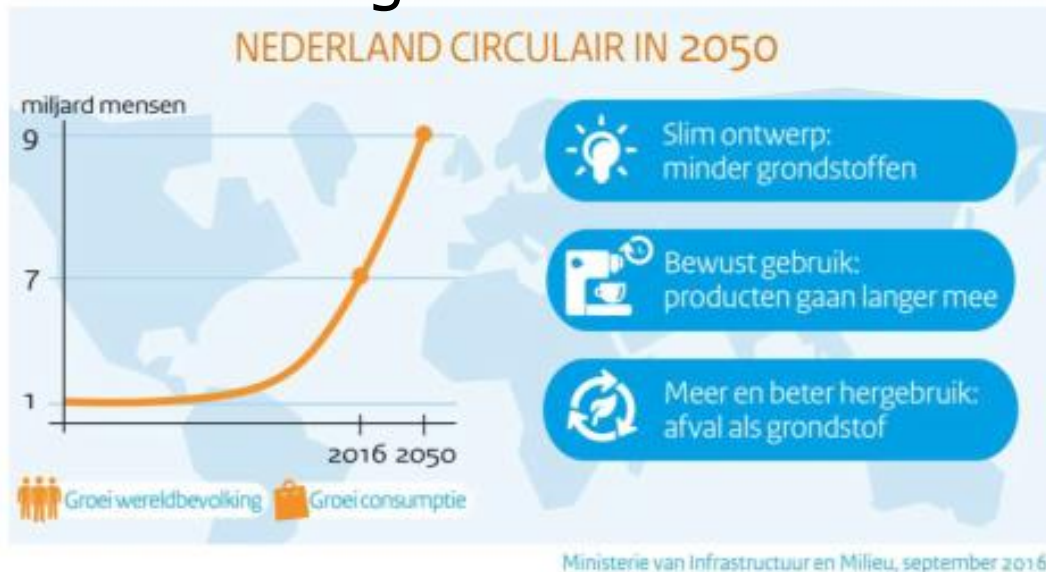 NEDERLAND CIRCULAIR IN 2050
miljard mensen
9
7
1
2016 2050
Groei wereldbevolking Groei consumptie
Slim ontwerp:
minder grondstoffen
Bewust gebruik:
producten gaan langer mee
Meer en beter hergebruik:
afval als grondstof
Ministerie van Infrastructuur en Milieu, september 2016